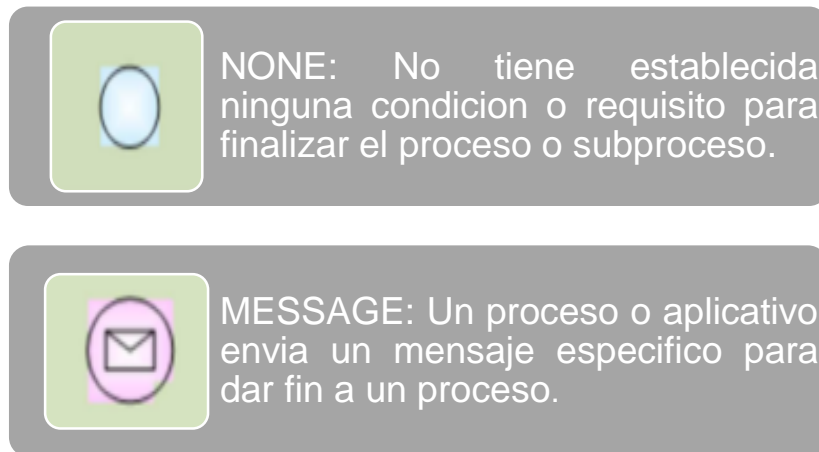 NONE: No tiene establecida
ninguna condicion o requisito para
finalizar el proceso o subproceso.
MESSAGE: Un proceso o aplicativo
envia un mensaje especifico para
dar fin a un proceso.